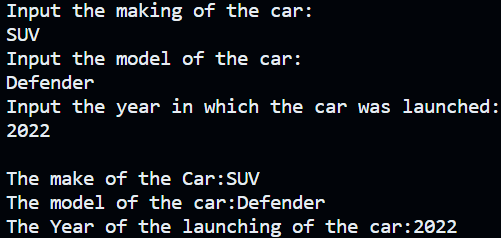 Input the making of the car:
SUV
Input the model of the car:
Defender
Input the year in which the car was launched:
2022
The make of the Car:SUV
The model of the car:Defender
The Year of the launching of the car:2022